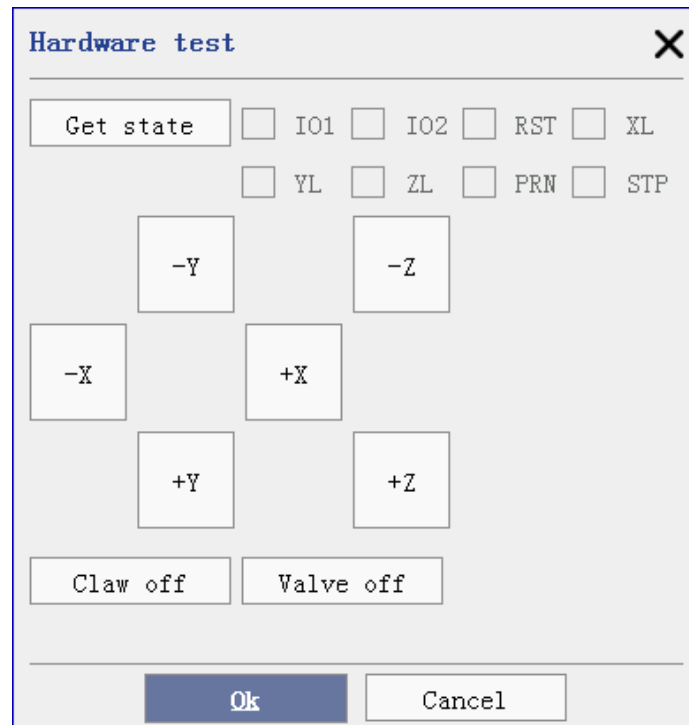 Hardware test
Get state IO1 IO2 RST XL
YL ZL PRN STP
-Y -Z
-X +X
+Y +Z
Claw off Valve off
Ok Cancel